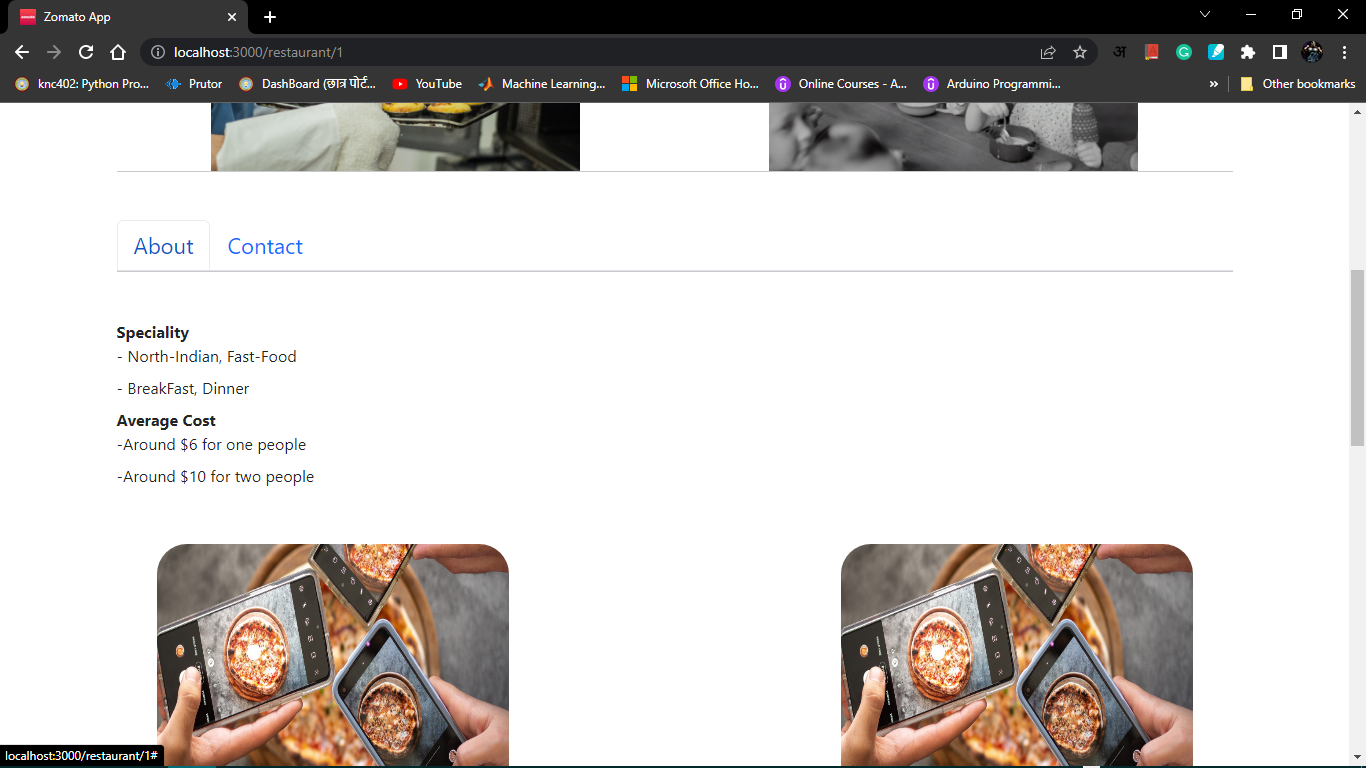 zomato
Zomato App
localhost:3000/restaurant/1
अ
knc402: Python Pro...
Prutor
DashBoard (छात्र पोर्ट...
YouTube
Machine Learning...
Microsoft Office Ho...
Online Courses - A...
Arduino Programmi...
»
Other bookmarks
About
Contact
Speciality
- North-Indian, Fast-Food
- BreakFast, Dinner
Average Cost
-Around $6 for one people
-Around $10 for two people
localhost:3000/restaurant/1#